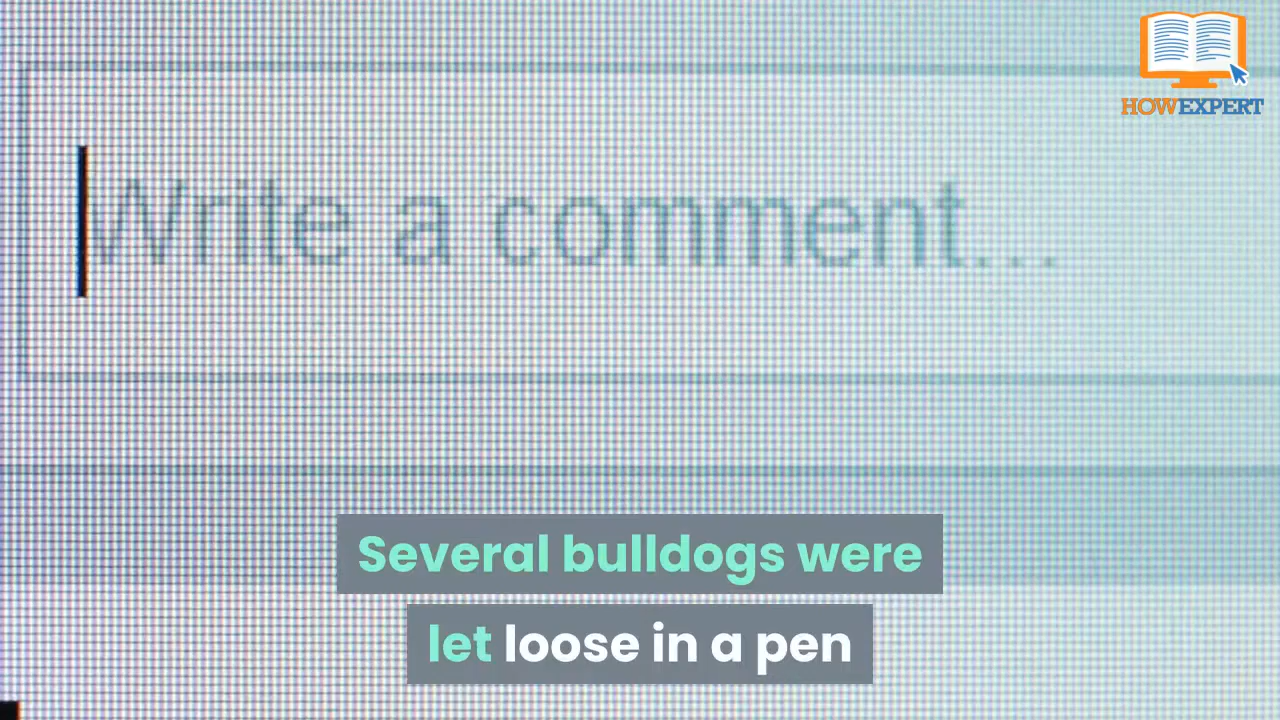 HOWEXPERT
Write a comment...
Several bulldogs were
let loose in a pen